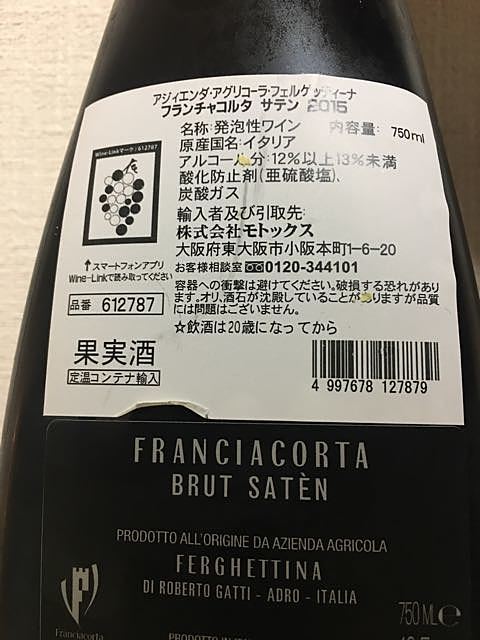 アジィエンダ・アグリコーラ・フェルゲッティーナ
フランチャコルタ サテン 2015
名称:発泡性ワイン 内容量: 750ml
原産国名:イタリア
アルコール分:12%以上13%未満
酸化防止剤(亜硫酸塩)、
炭酸ガス
輸入者及び引取先:
株式会社モトックス
大阪府東大阪市小阪本町1-6-20
お客様相談室 0120-344101
Wine-Linkマーク/612787
↑スマートフォンアプリ
Wine-Linkで読み取ってください
品番 612787
容器への衝撃は避けてください。破損する恐れがあり
ます。オリ、酒石が沈殿していることがありますが品質
には問題はございません。
☆飲酒は20歳になってから
果実酒
定温コンテナ輸入
4 997678 127879
FRANCIACORTA
BRUT SATÈN
PRODOTTO ALL'ORIGINE DA AZIENDA AGRICOLA
FERGHETTINA
DI ROBERTO GATTI - ADRO - ITALIA
750 ML e
Franciacorta
PRODOTTO IN